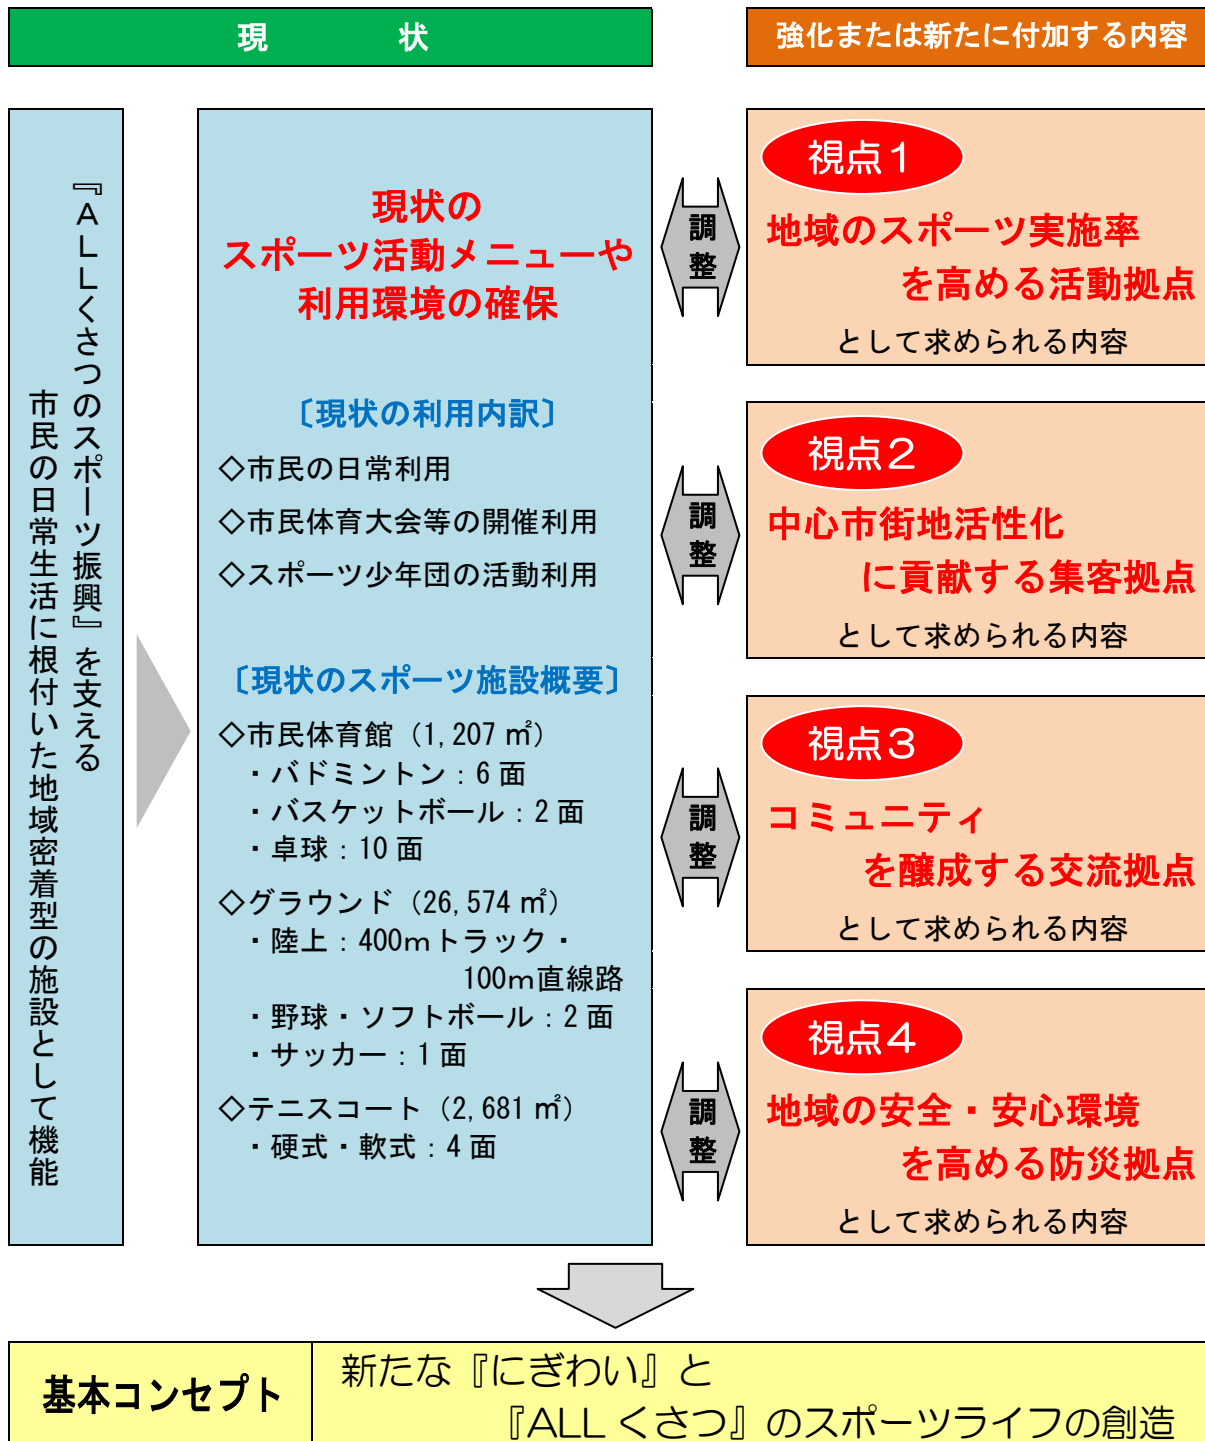 現　　　状
強化または新たに付加する内容
『ALLくさつのスポーツ振興』を支える
市民の日常生活に根付いた地域密着型の施設として機能
現状の
スポーツ活動メニューや
利用環境の確保
〔現状の利用内訳〕
◇市民の日常利用
◇市民体育大会等の開催利用
◇スポーツ少年団の活動利用
〔現状のスポーツ施設概要〕
◇市民体育館（1,207 ㎡）
・バドミントン：6 面
・バスケットボール：2 面
・卓球：10 面
◇グラウンド（26,574 ㎡）
・陸上：400ｍトラック・
100ｍ直線路
・野球・ソフトボール：2 面
・サッカー：1 面
◇テニスコート（2,681 ㎡）
・硬式・軟式：4 面
調整
視点１
地域のスポーツ実施率
を高める活動拠点
として求められる内容
調整
視点２
中心市街地活性化
に貢献する集客拠点
として求められる内容
調整
視点３
コミュニティ
を醸成する交流拠点
として求められる内容
調整
視点４
地域の安全・安心環境
を高める防災拠点
として求められる内容
基本コンセプト
新たな『にぎわい』と
『ALL くさつ』のスポーツライフの創造